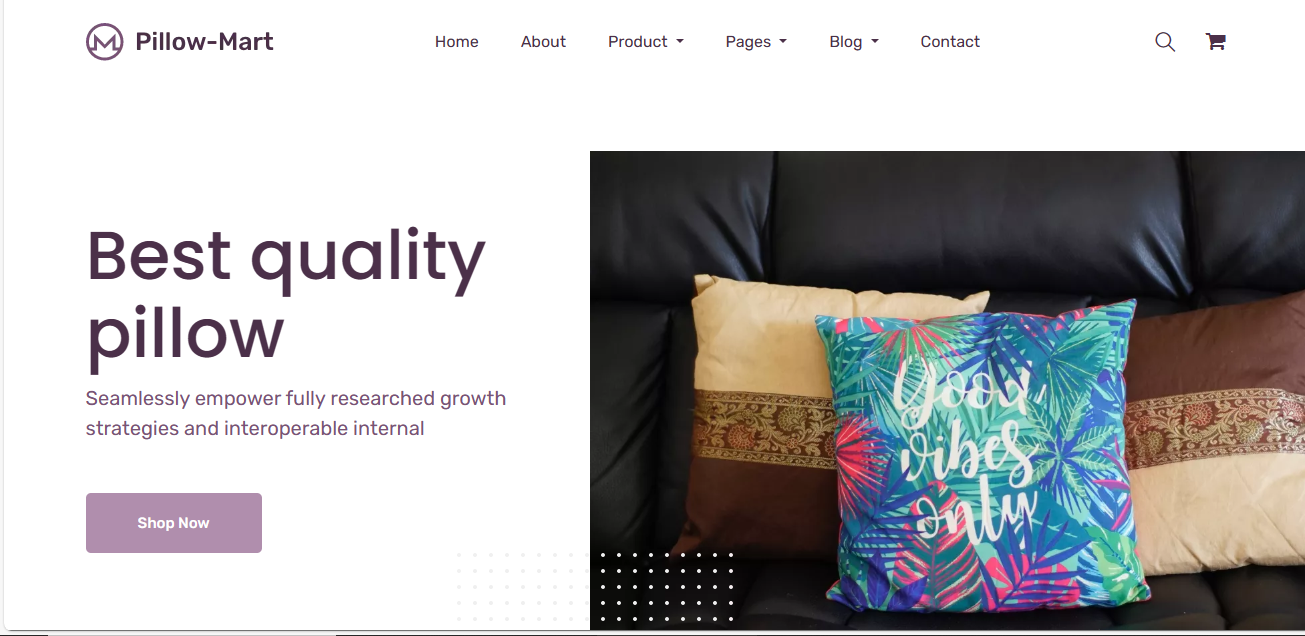 Pillow-Mart
Home
About
Product
Pages
Blog
Contact
Best quality
pillow
Seamlessly empower fully researched growth
strategies and interoperable internal
Shop Now
Good
vibes
only